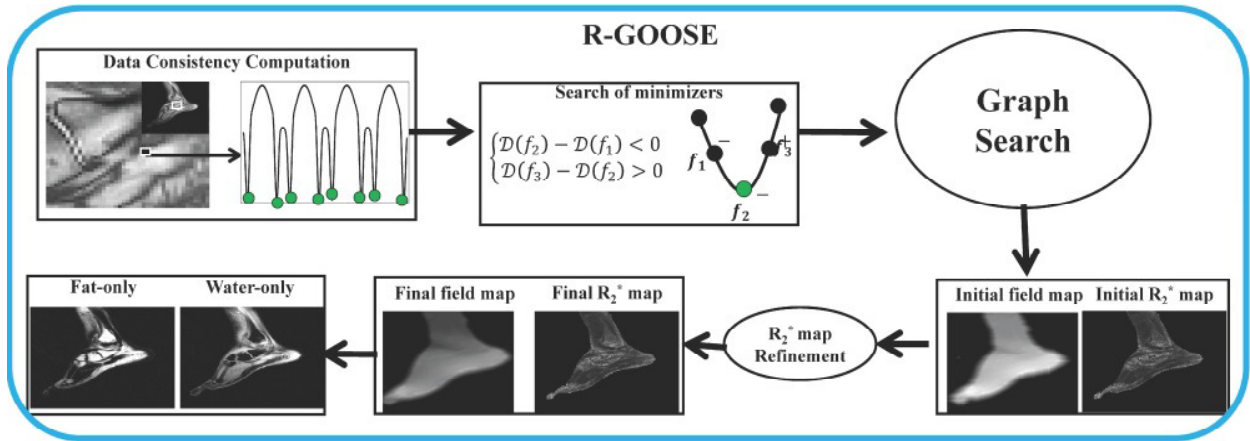 R-GOOSE
Data Consistency Computation
Search of minimizers
𝒟(f₂) − 𝒟(f₁) < 0
𝒟(f₃) − 𝒟(f₂) > 0
f₁
−
f₃
+
f₂
−
Graph
Search
Fat-only
Water-only
Final field map
Final R₂* map
R₂* map
Refinement
Initial field map
Initial R₂* map